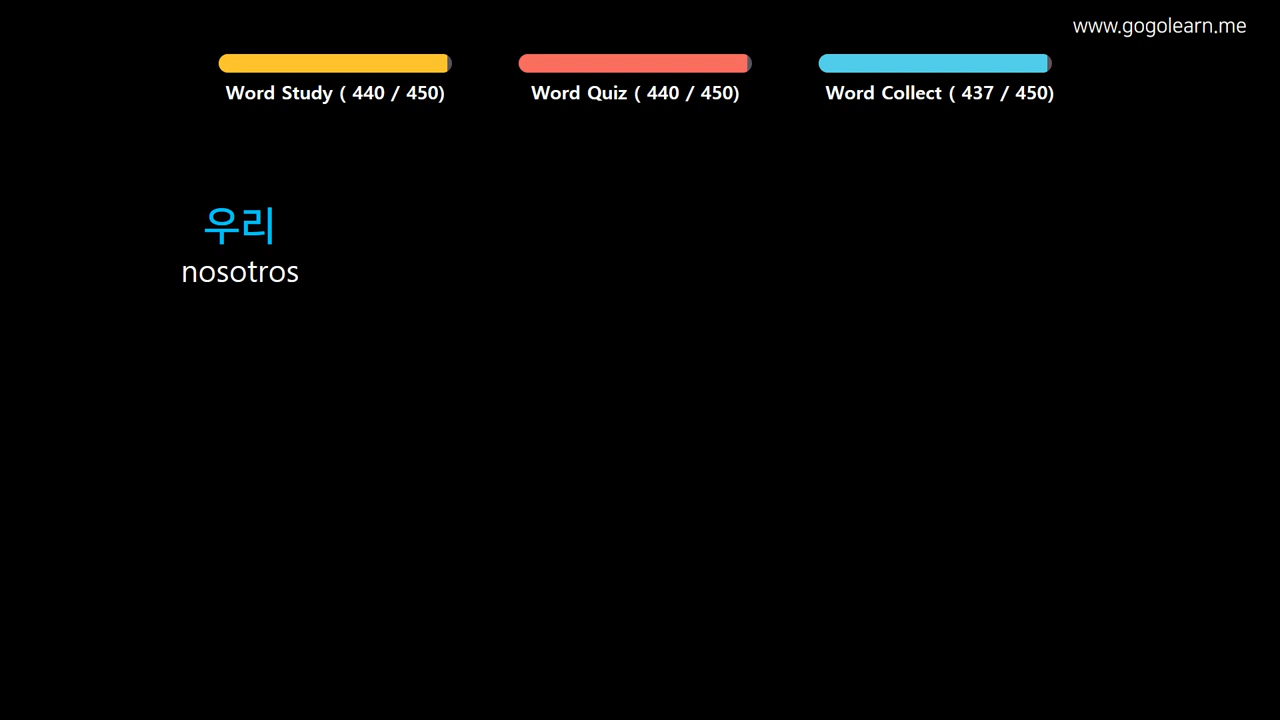 www.gogolearn.me
Word Study ( 440 / 450)
Word Quiz ( 440 / 450)
Word Collect ( 437 / 450)
우리
nosotros